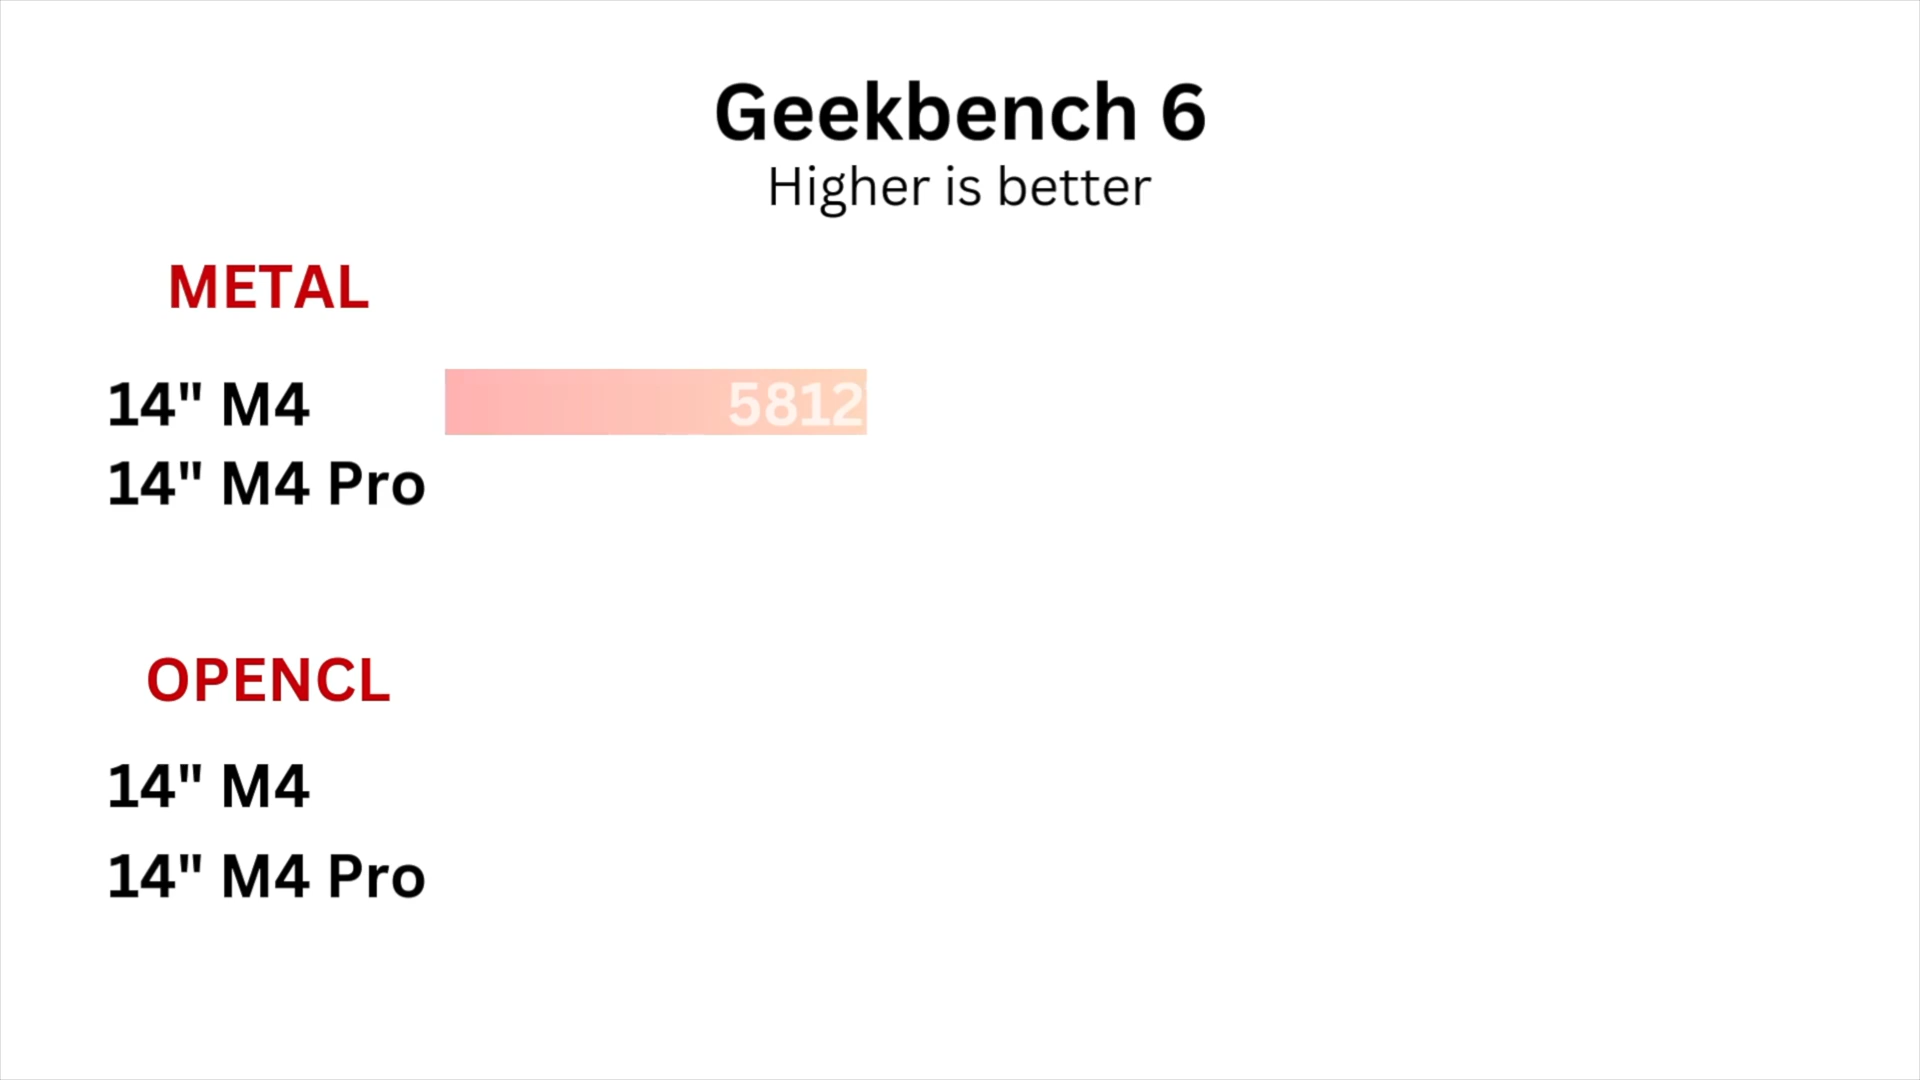 Geekbench 6
Higher is better
METAL
14" M4 5812
14" M4 Pro
OPENCL
14" M4
14" M4 Pro